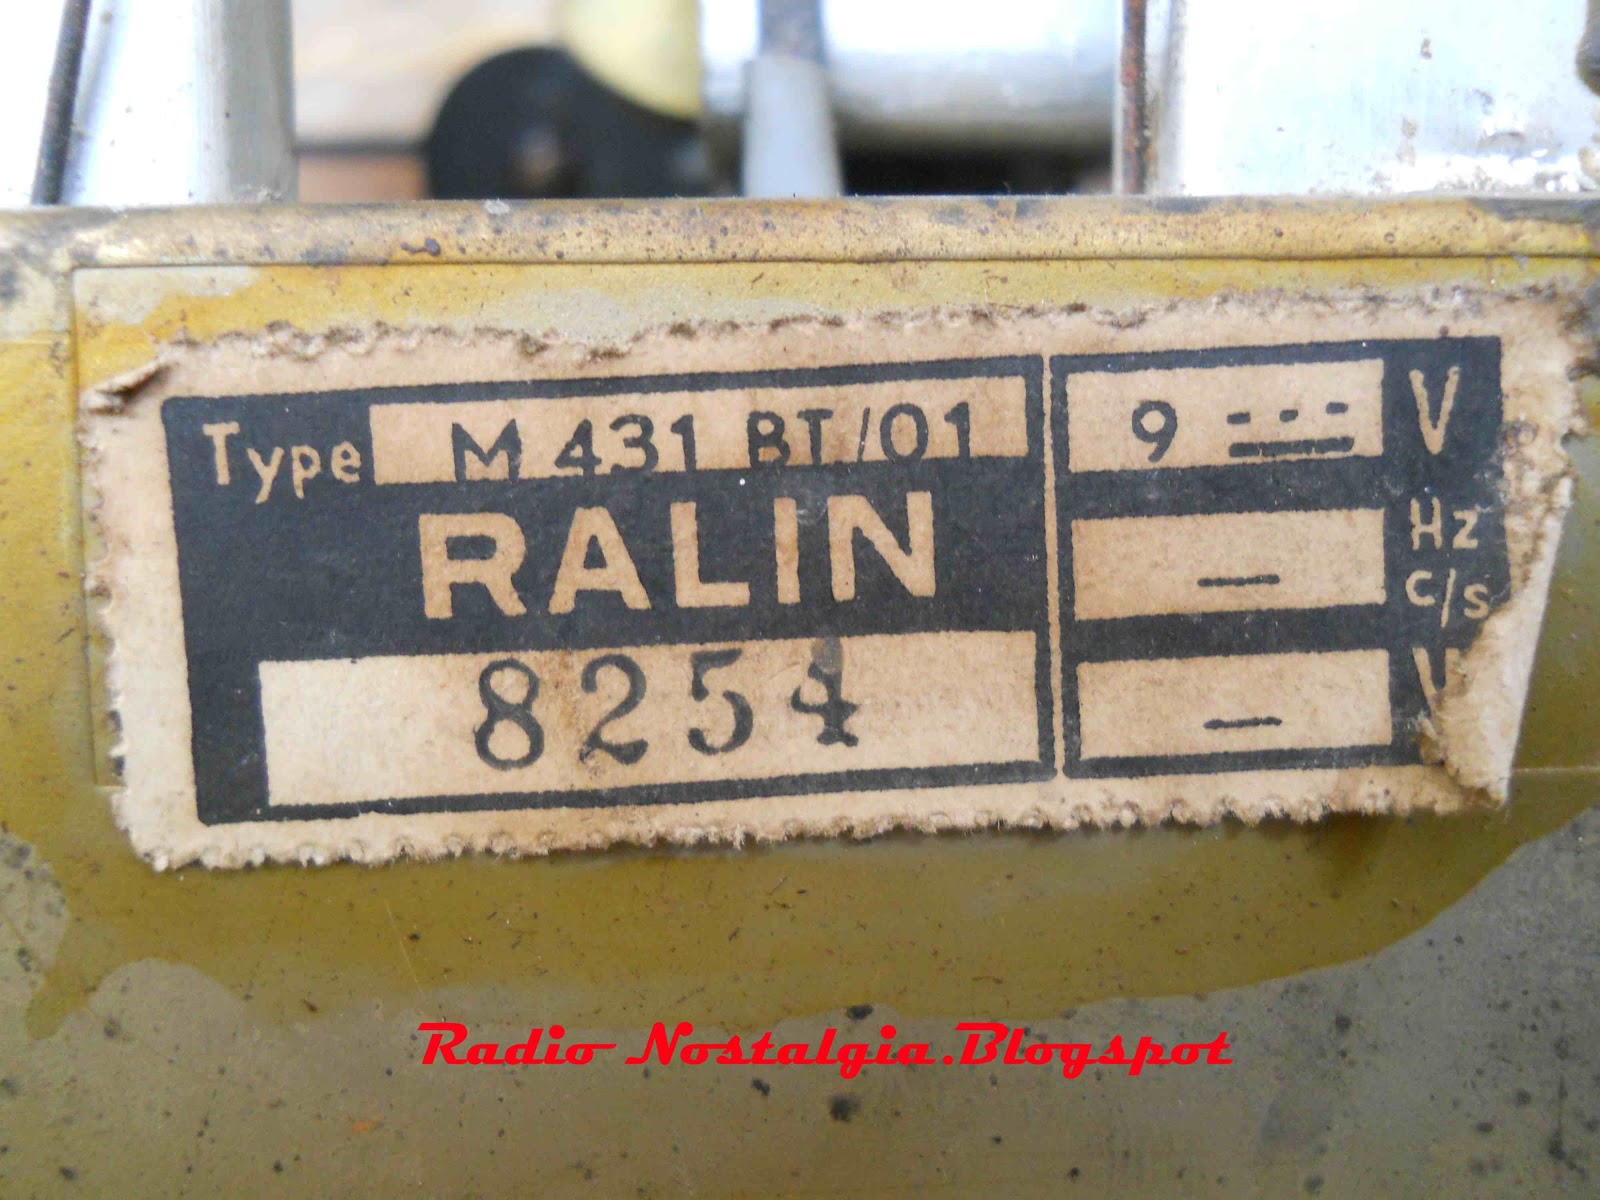 Type M 431 BT/01
RALIN
8254
9 V
– Hz
c/s
–
Radio Nostalgia.Blogspot